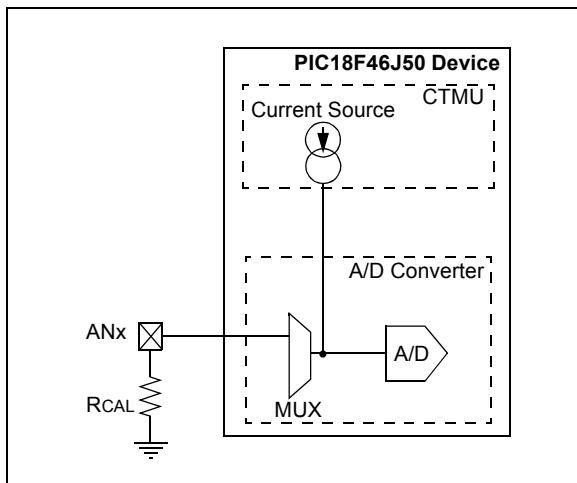 PIC18F46J50 Device
CTMU
Current Source
A/D Converter
ANx
A/D
RCAL
MUX